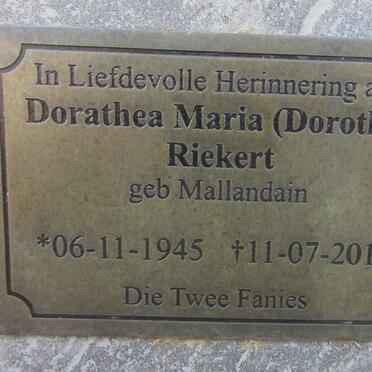 In Liefdevolle Herinnering a
Dorathea Maria (Doroth
Riekert
geb Mallandain
*06-11-1945 †11-07-201
Die Twee Fanies